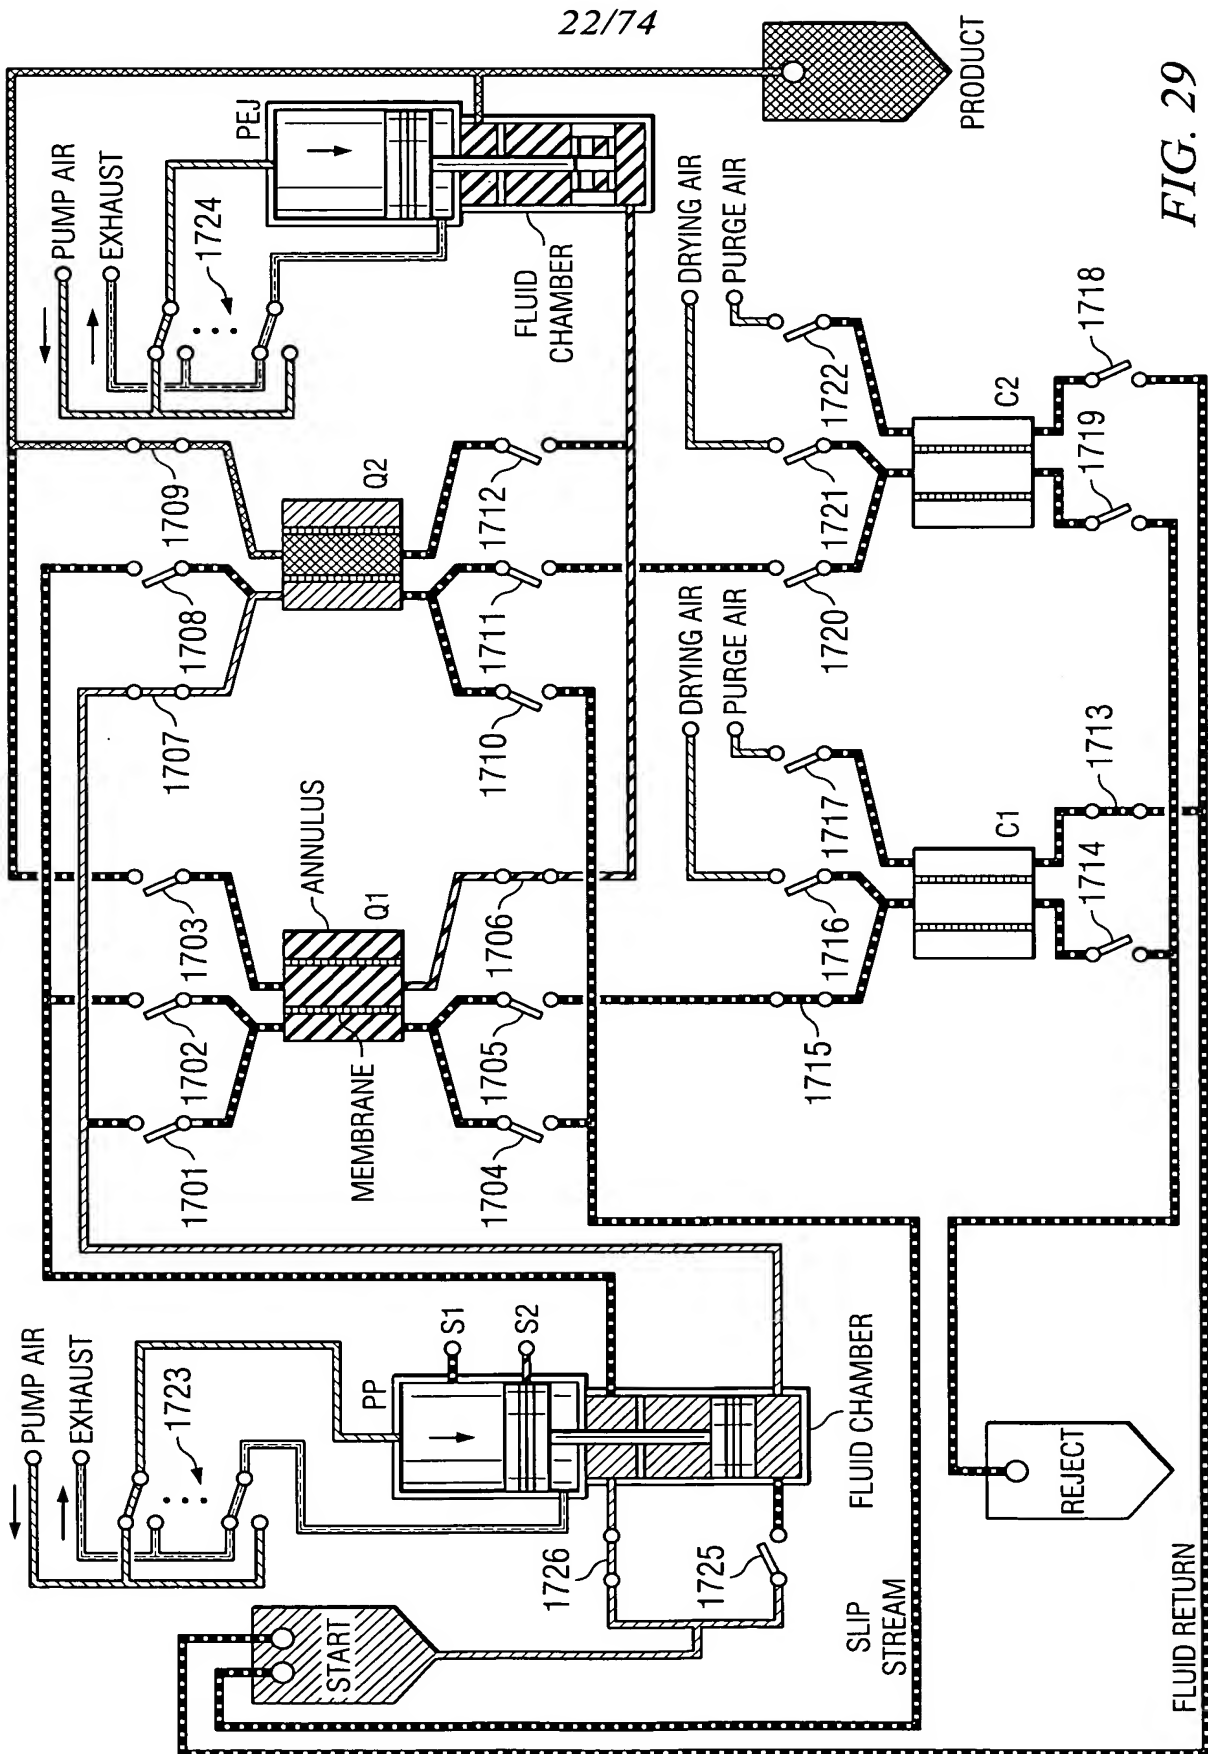 22/74
PUMP AIR
EXHAUST
1723
START
PP
S1
S2
1726
1725
FLUID CHAMBER
SLIP
STREAM
REJECT
FLUID RETURN
1701
1702
1703
MEMBRANE
ANNULUS
Q1
1704
1705
1706
1707
1708
1709
Q2
1710
1711
1712
PUMP AIR
EXHAUST
1724
PEJ
FLUID
CHAMBER
PRODUCT
DRYING AIR
PURGE AIR
1715
1716
1717
C1
1714
1713
DRYING AIR
PURGE AIR
1720
1721
1722
C2
1719
1718
FIG. 29